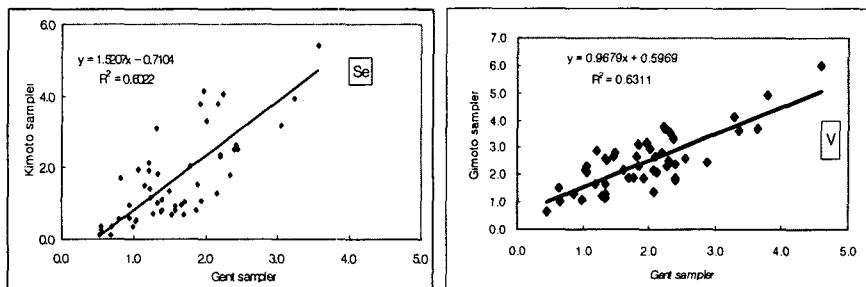 6.0
4.0
2.0
0.0
Kimoto sampler
y = 1.5207x – 0.7104
R² = 0.6022
Se
0.0 1.0 2.0 3.0 4.0 5.0
Gent sampler
7.0
6.0
5.0
4.0
3.0
2.0
1.0
0.0
Gimoto sampler
y = 0.9679x + 0.5969
R² = 0.6311
V
0.0 1.0 2.0 3.0 4.0 5.0
Gent sampler